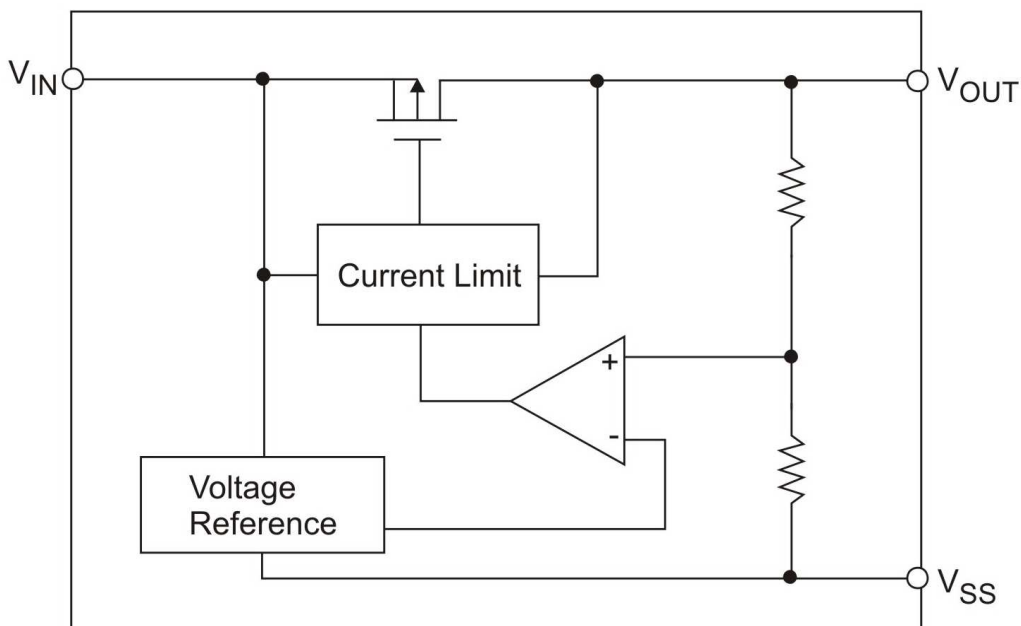 VIN
VOUT
Current Limit
+
-
Voltage
Reference
VSS